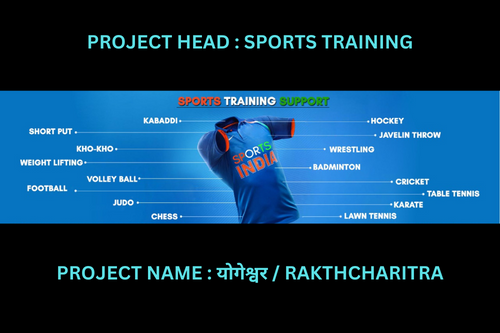 PROJECT HEAD : SPORTS TRAINING
SPORTS TRAINING SUPPORT
KABADDI
HOCKEY
SHORT PUT
JAVELIN THROW
KHO-KHO
WRESTLING
WEIGHT LIFTING
BADMINTON
VOLLEY BALL
CRICKET
FOOTBALL
TABLE TENNIS
JUDO
KARATE
CHESS
LAWN TENNIS
SPORTS
INDIA
PROJECT NAME : योगेश्वर / RAKTHCHARITRA